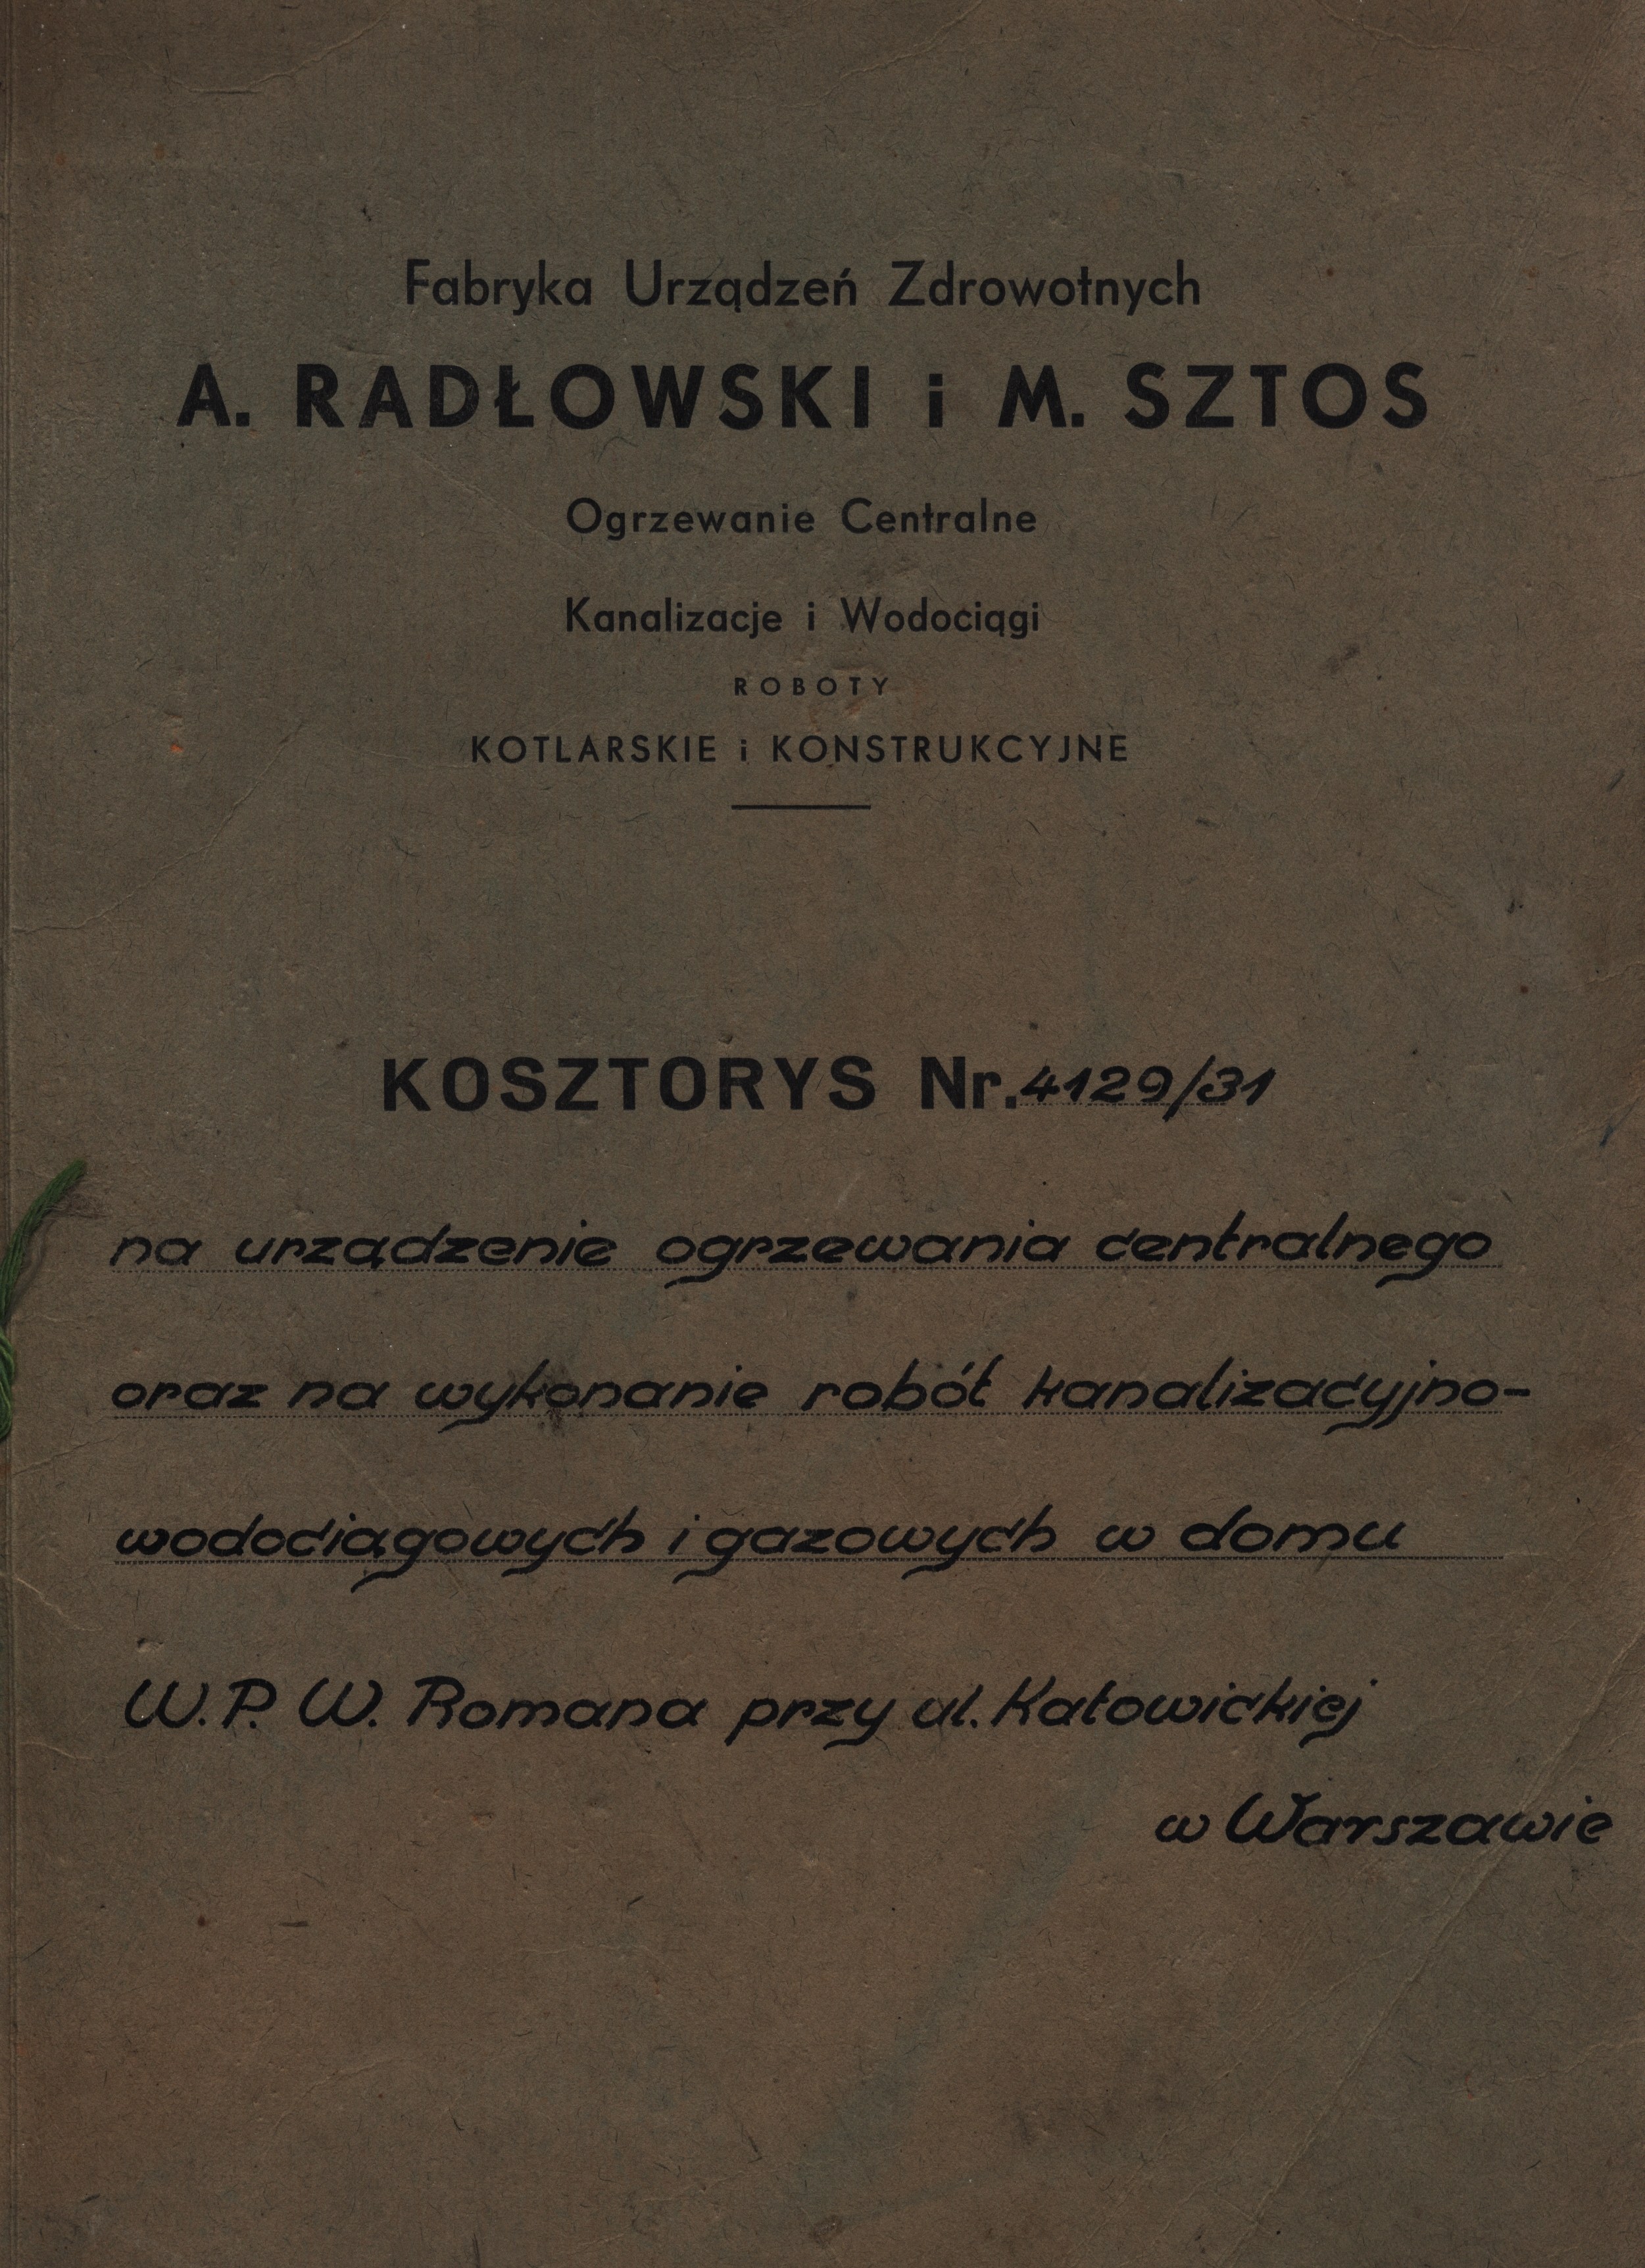 Fabryka Urządzeń Zdrowotnych
A. RADŁOWSKI i M. SZTOS
Ogrzewanie Centralne
Kanalizacje i Wodociągi
ROBOTY
KOTLARSKIE i KONSTRUKCYJNE
KOSZTORYS Nr. 4129/31
na urządzenie ogrzewania centralnego
oraz na wykonanie robót kanalizacyjno-
wodociągowych i gazowych w domu
W. P. W. Romana przy ul. Katowickiej
w Warszawie